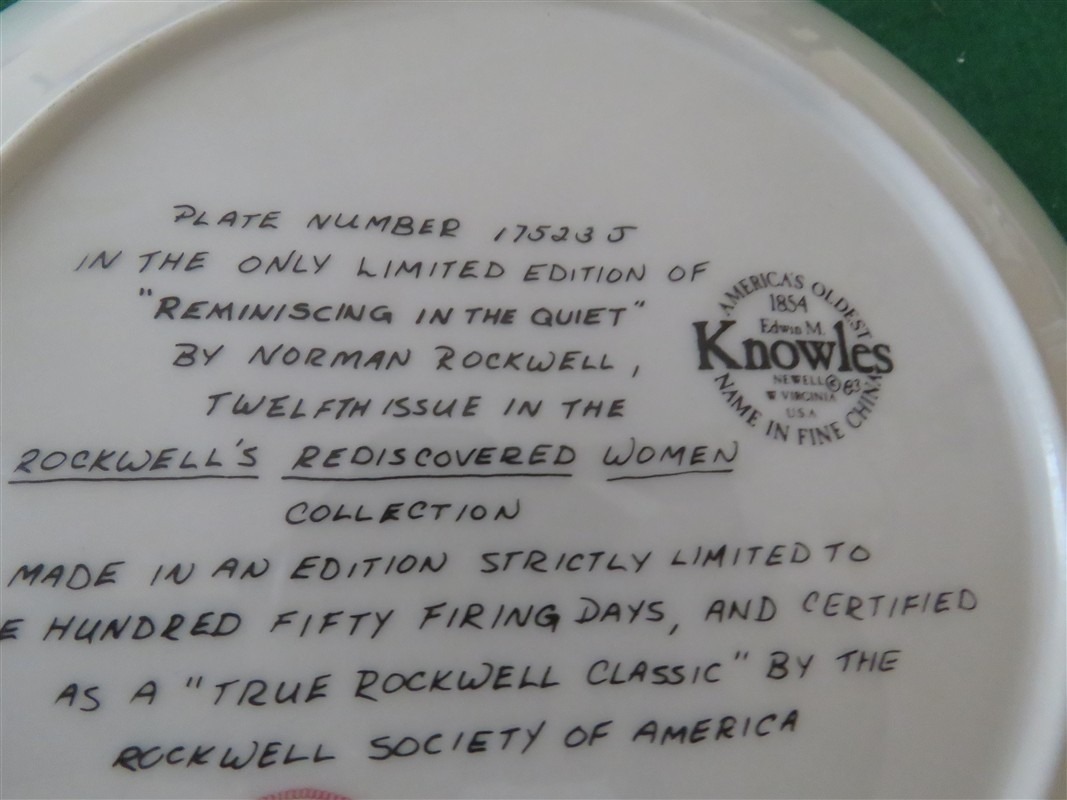 PLATE NUMBER 17523 J
IN THE ONLY LIMITED EDITION OF
"REMINISCING IN THE QUIET"
BY NORMAN ROCKWELL,
TWELFTH ISSUE IN THE
ROCKWELL'S REDISCOVERED WOMEN
COLLECTION
MADE IN AN EDITION STRICTLY LIMITED TO
E HUNDRED FIFTY FIRING DAYS, AND CERTIFIED
AS A "TRUE ROCKWELL CLASSIC" BY THE
ROCKWELL SOCIETY OF AMERICA
AMERICA'S OLDEST
1854
Edwin M.
Knowles
NEWELL © 83
W VIRGINIA
USA
NAME IN FINE CHINA